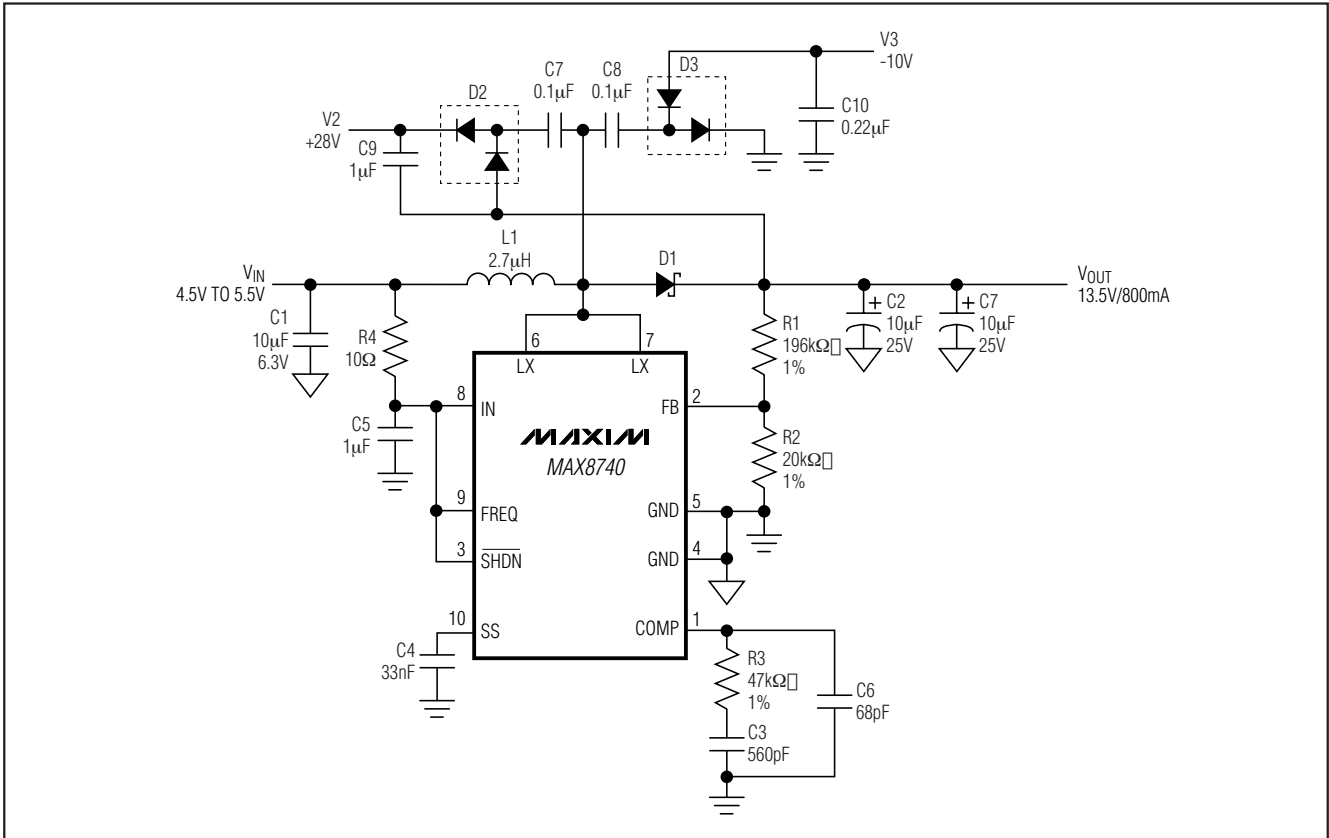 V3
-10V
C7
0.1μF
C8
0.1μF
D3
D2
C10
0.22μF
V2
+28V
C9
1μF
L1
2.7μH
D1
VIN
4.5V TO 5.5V
VOUT
13.5V/800mA
C1
10μF
6.3V
R4
10Ω
+ C2
10μF
25V
+ C7
10μF
25V
R1
196kΩ▯
1%
6
7
LX
LX
8
IN
2
FB
C5
1μF
MAXIM
MAX8740
R2
20kΩ▯
1%
9
FREQ
5
GND
3
SHDN
4
GND
10
SS
1
COMP
C4
33nF
R3
47kΩ▯
1%
C6
68pF
C3
560pF